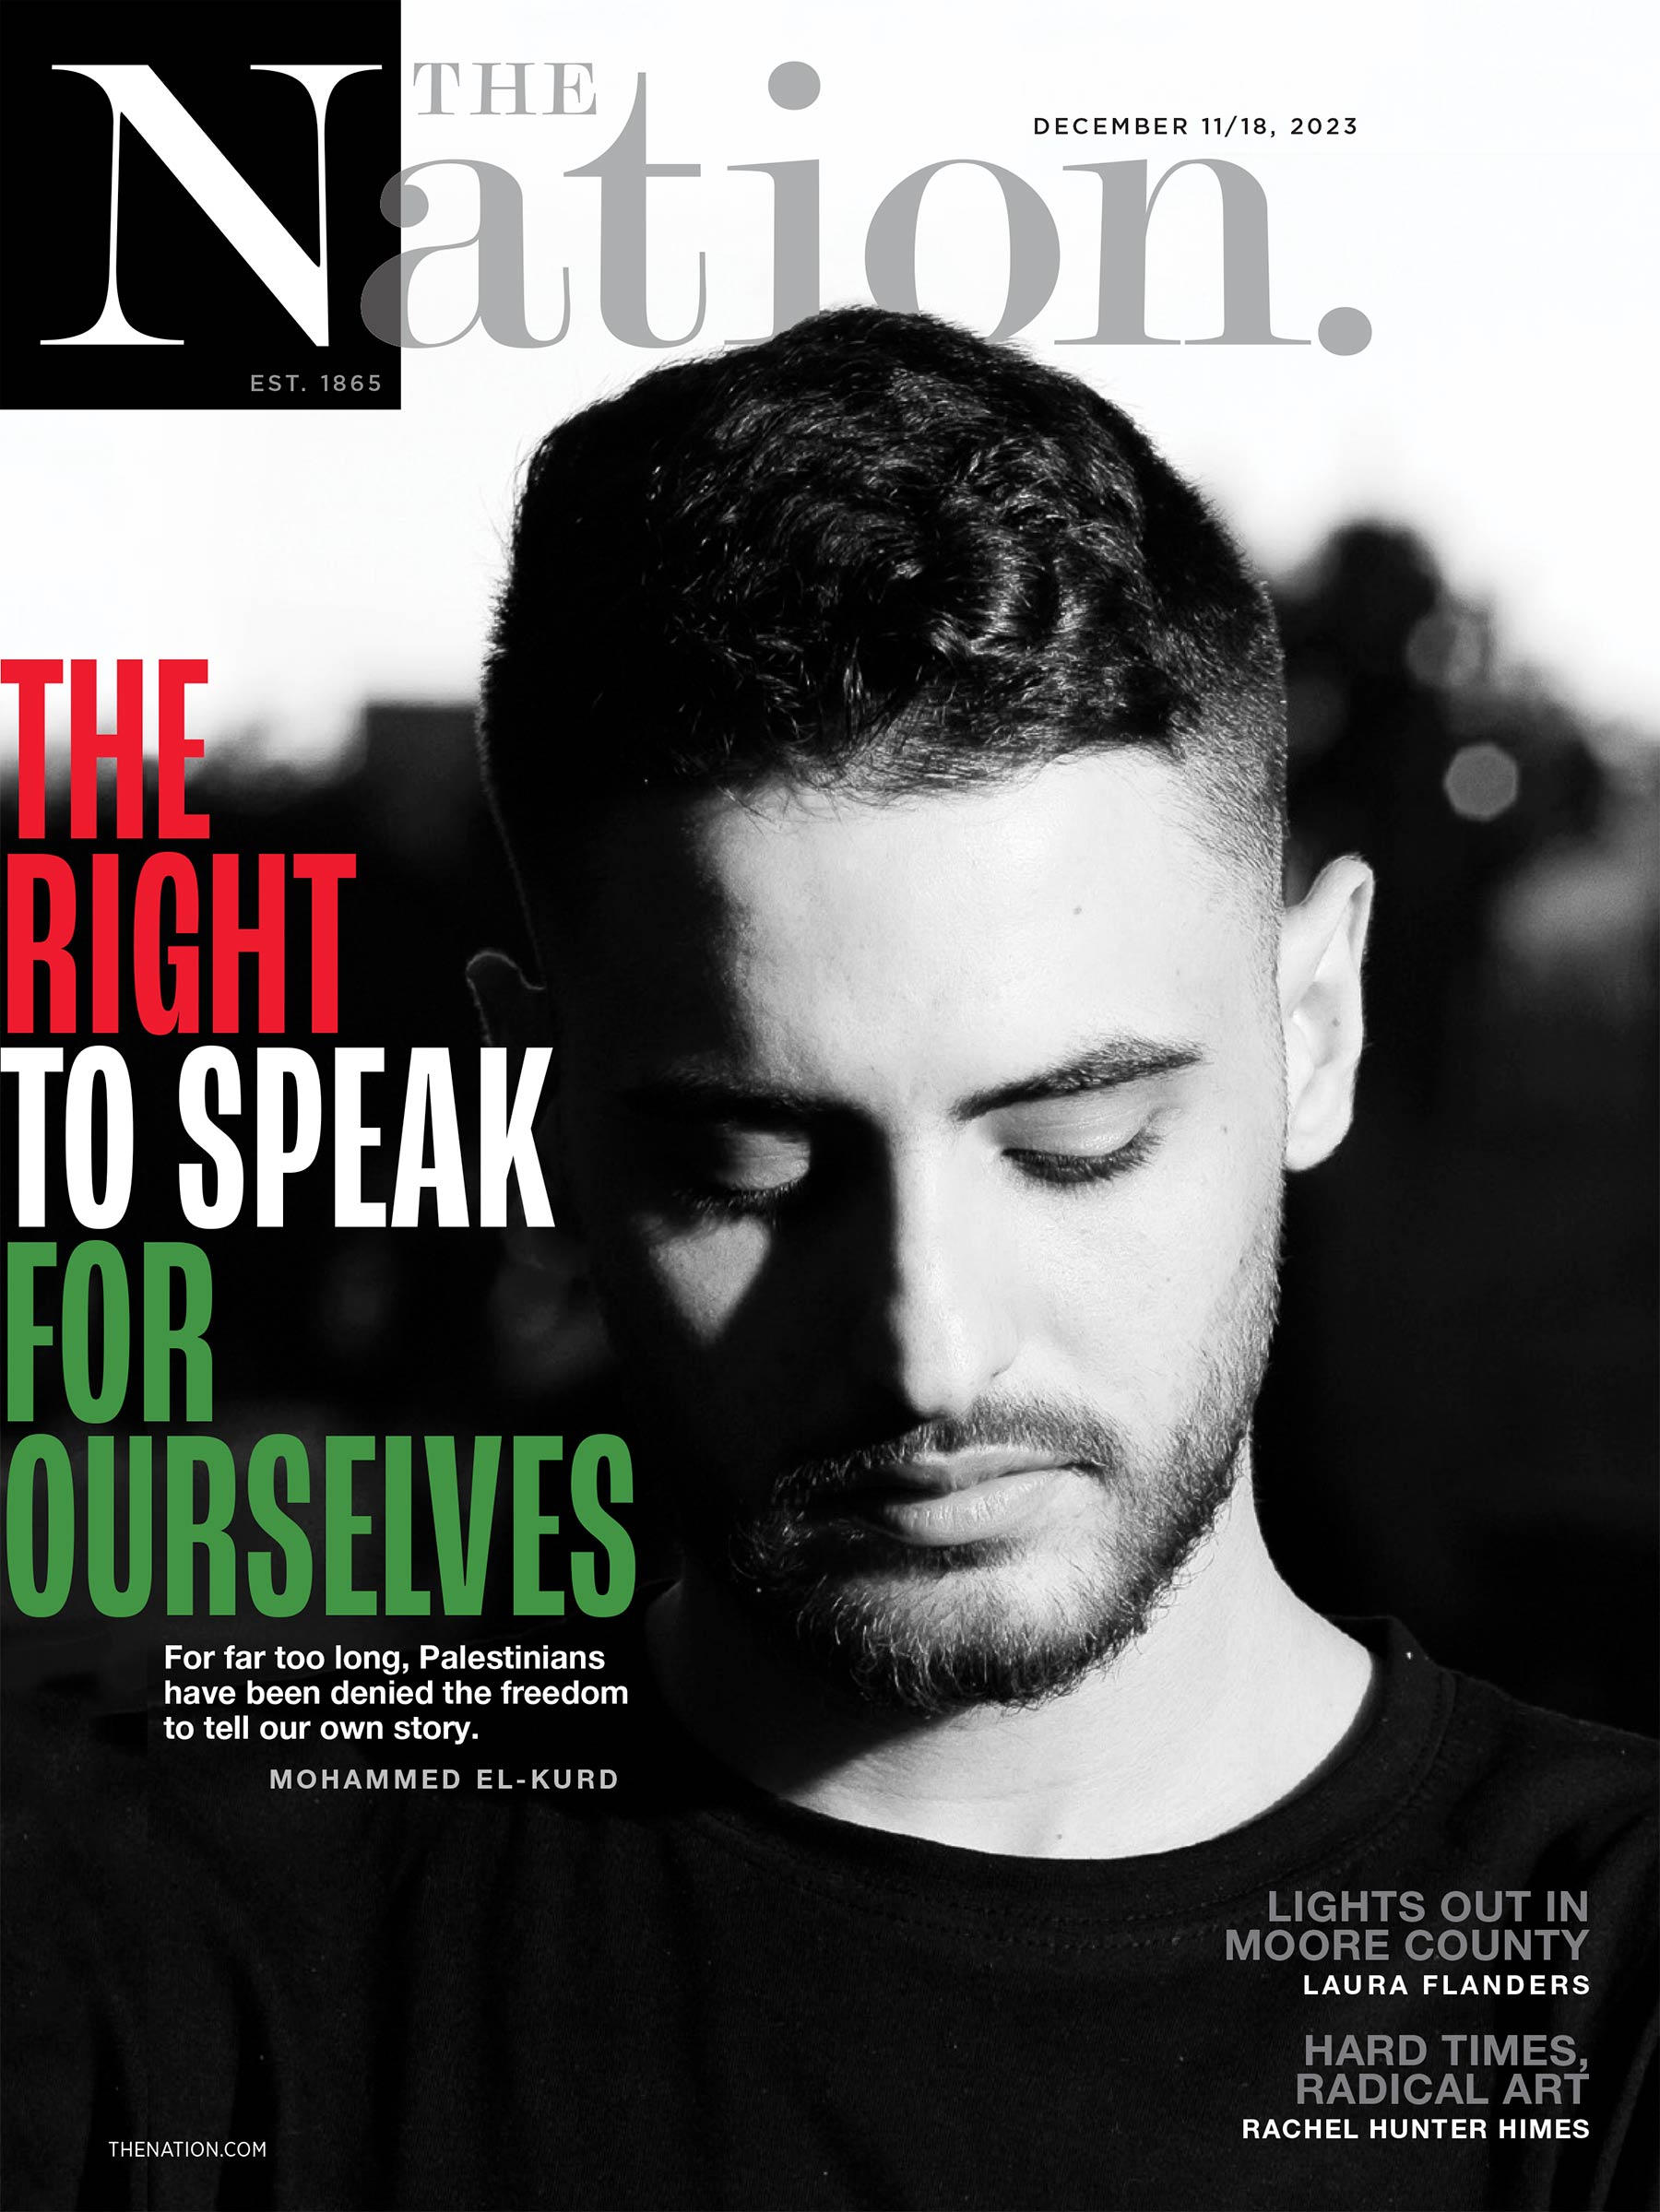 THE
Nation.
DECEMBER 11/18, 2023
EST. 1865
THE
RIGHT
TO SPEAK
FOR
OURSELVES
For far too long, Palestinians
have been denied the freedom
to tell our own story.
MOHAMMED EL-KURD
LIGHTS OUT IN
MOORE COUNTY
LAURA FLANDERS
HARD TIMES,
RADICAL ART
RACHEL HUNTER HIMES
THENATION.COM